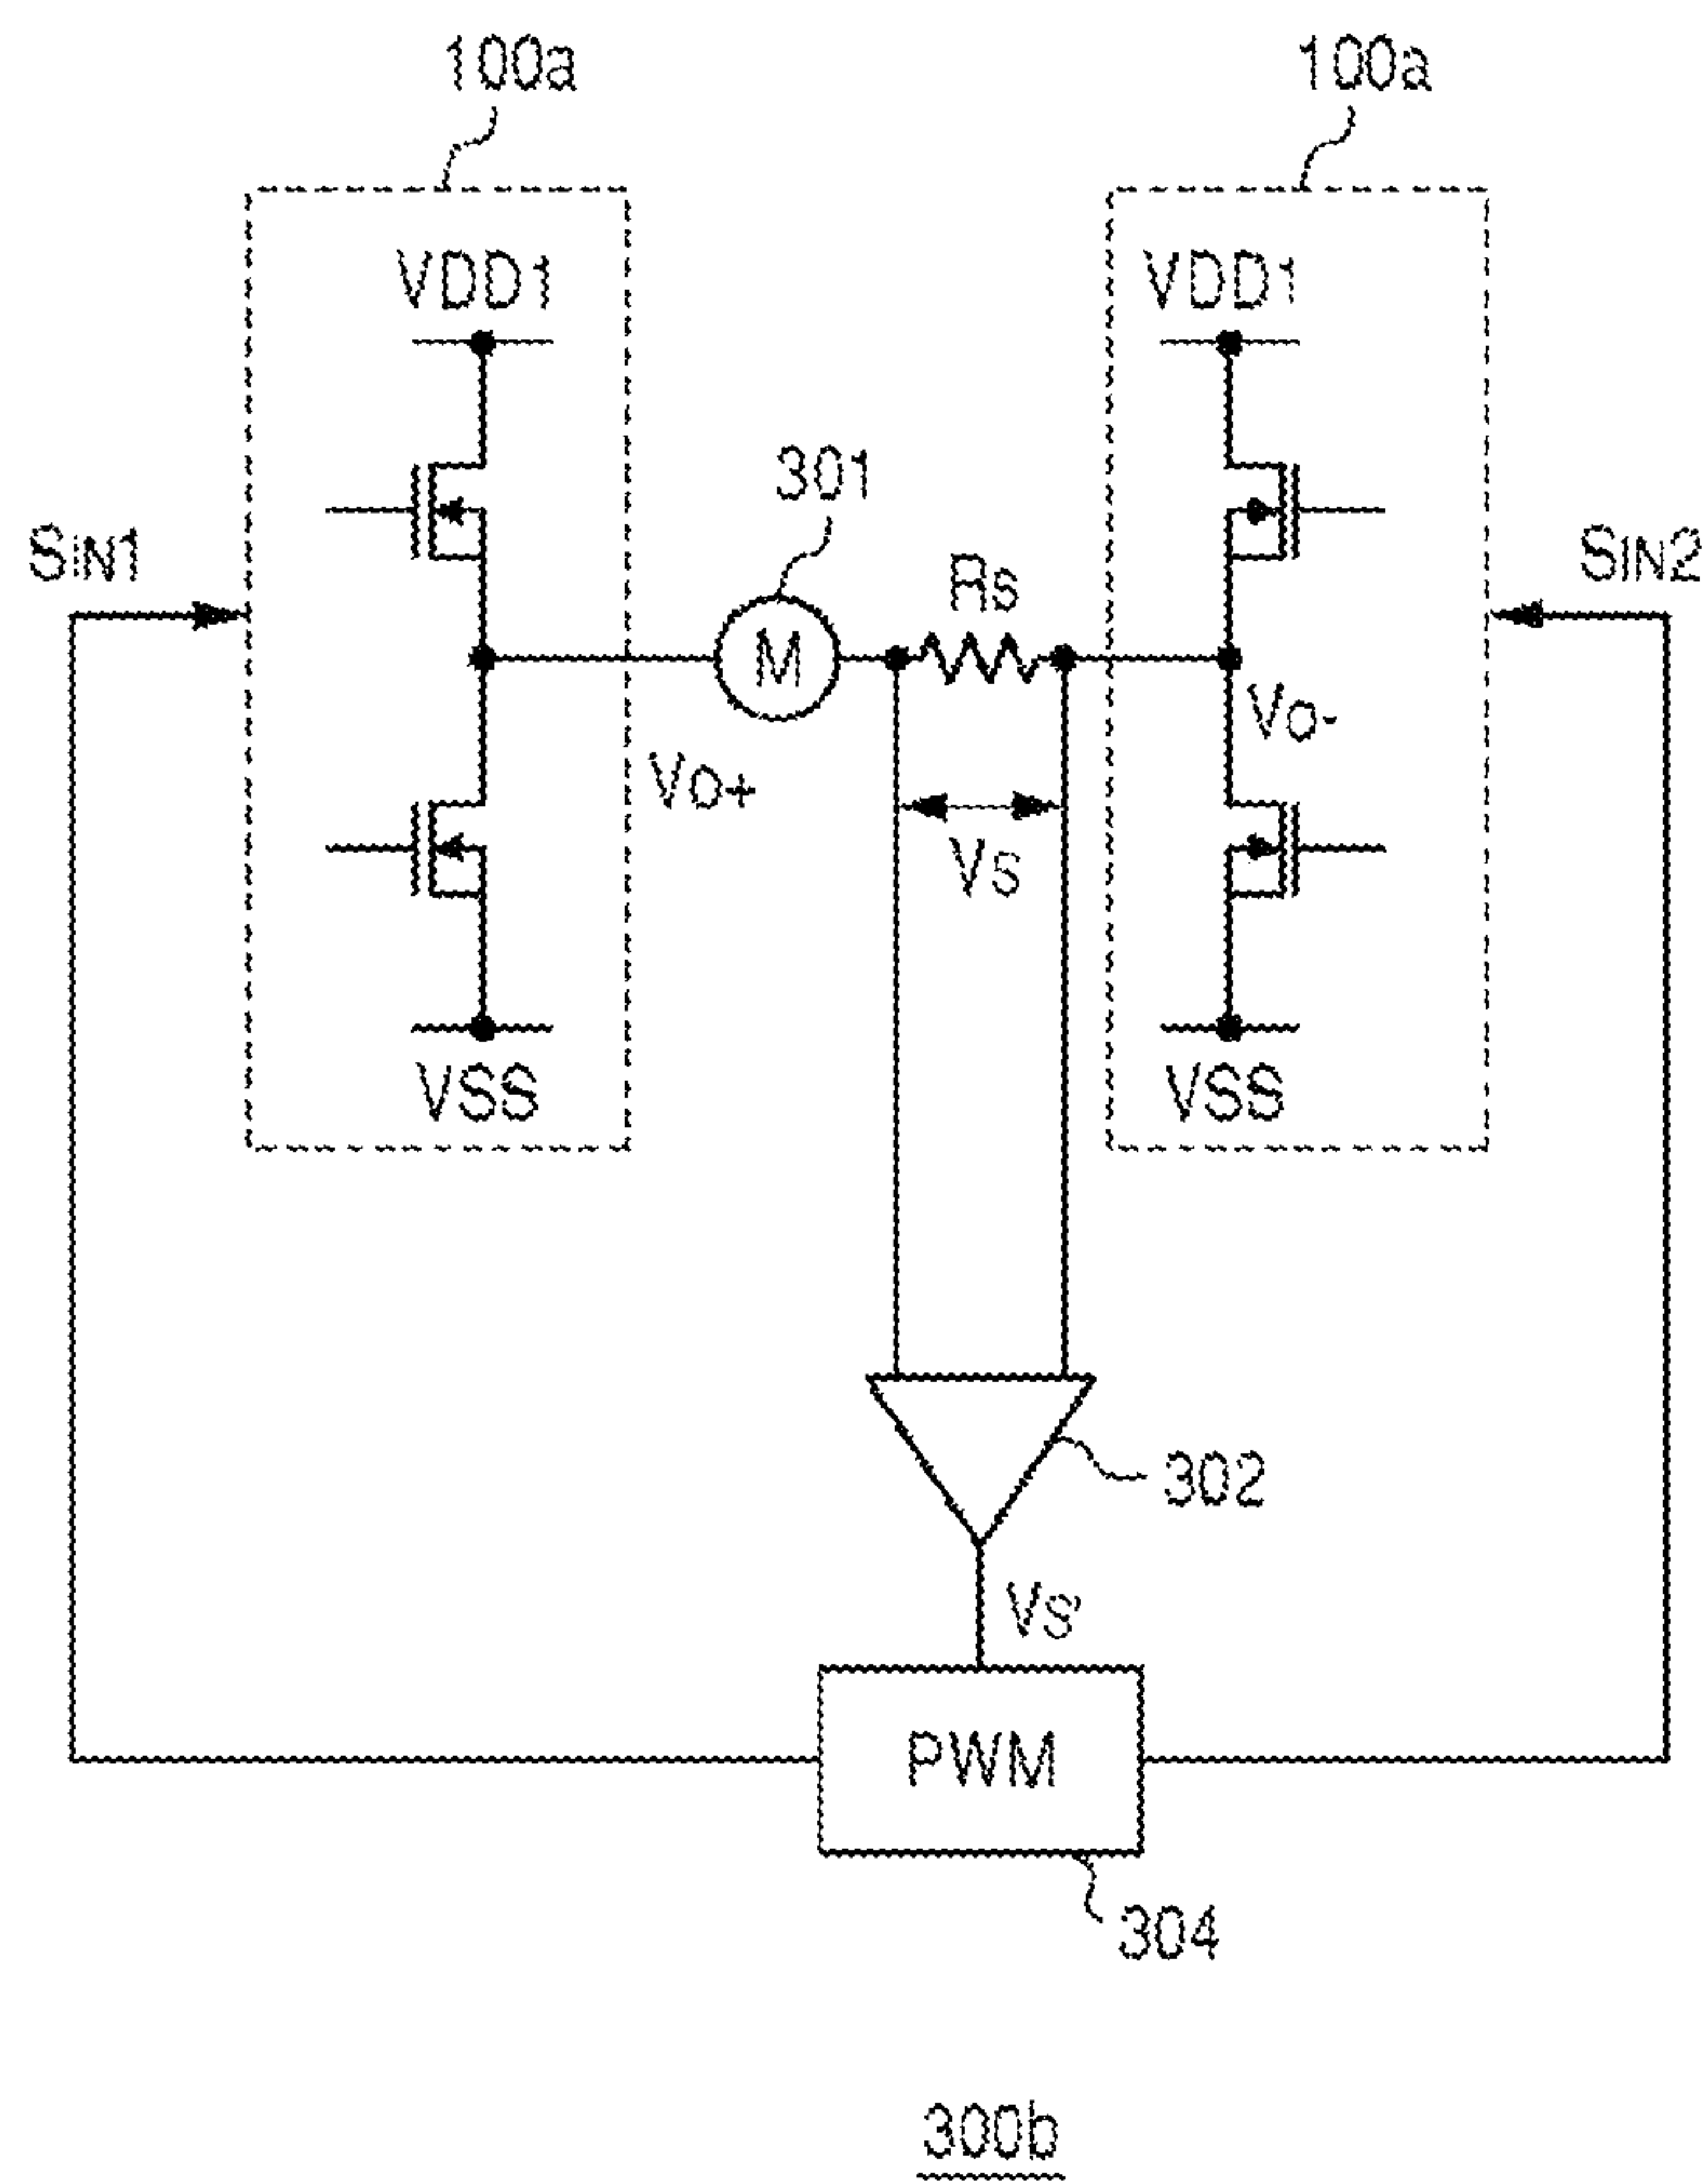 100a
100a
VDD1
VDD1
301
SIN1
Rs
SIN2
M
Vo-
Vo+
Vs
VSS
VSS
302
Vs'
PWM
304
300b